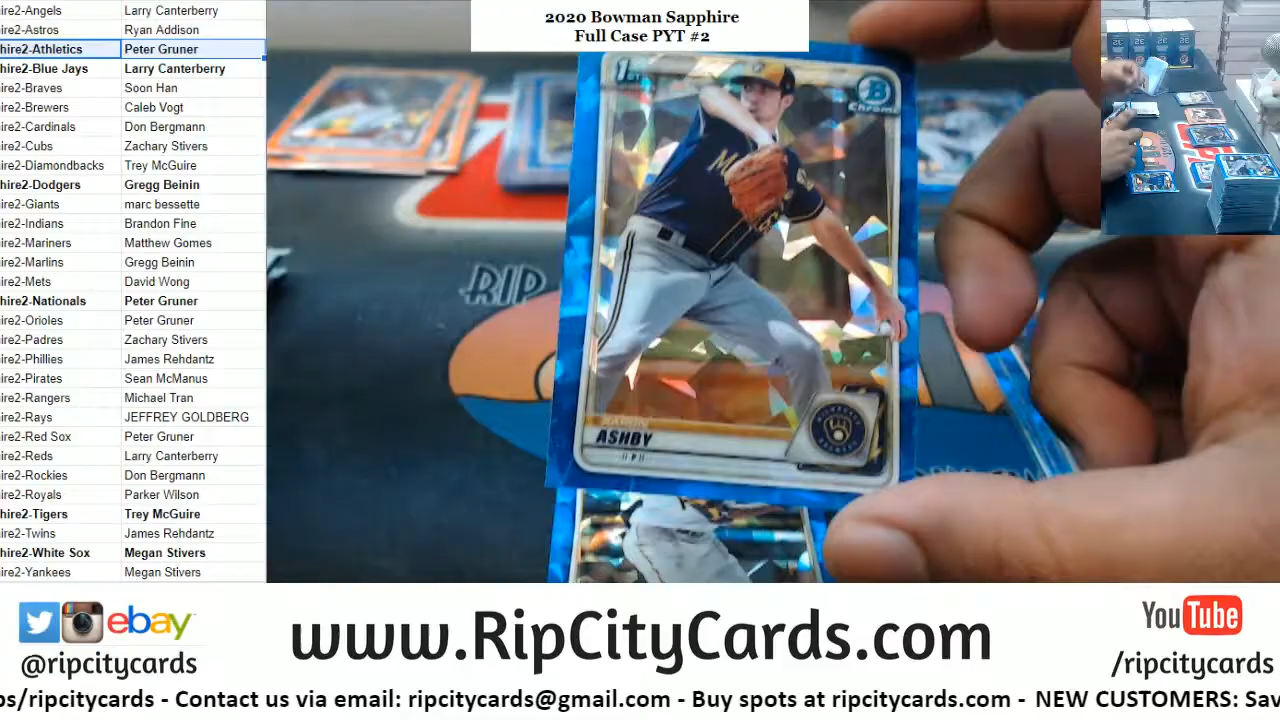 2020 Bowman Sapphire
Full Case PYT #2
ire2-Angels Larry Canterberry
ire2-Astros Ryan Addison
hire2-Athletics Peter Gruner
hire2-Blue Jays Larry Canterberry
ire2-Braves Soon Han
ire2-Brewers Caleb Vogt
ire2-Cardinals Don Bergmann
ire2-Cubs Zachary Stivers
ire2-Diamondbacks Trey McGuire
hire2-Dodgers Gregg Beinin
ire2-Giants marc bessette
ire2-Indians Brandon Fine
ire2-Mariners Matthew Gomes
ire2-Marlins Gregg Beinin
ire2-Mets David Wong
hire2-Nationals Peter Gruner
ire2-Orioles Peter Gruner
ire2-Padres Zachary Stivers
ire2-Phillies James Rehdantz
ire2-Pirates Sean McManus
ire2-Rangers Michael Tran
ire2-Rays JEFFREY GOLDBERG
ire2-Red Sox Peter Gruner
ire2-Reds Larry Canterberry
ire2-Rockies Don Bergmann
ire2-Royals Parker Wilson
hire2-Tigers Trey McGuire
ire2-Twins James Rehdantz
hire2-White Sox Megan Stivers
ire2-Yankees Megan Stivers
1st
B
Chrome
RIP
ASHBY
P
ebay
@ripcitycards
www.RipCityCards.com
YouTube
/ripcitycards
os/ripcitycards - Contact us via email: ripcitycards@gmail.com - Buy spots at ripcitycards.com - NEW CUSTOMERS: Sav